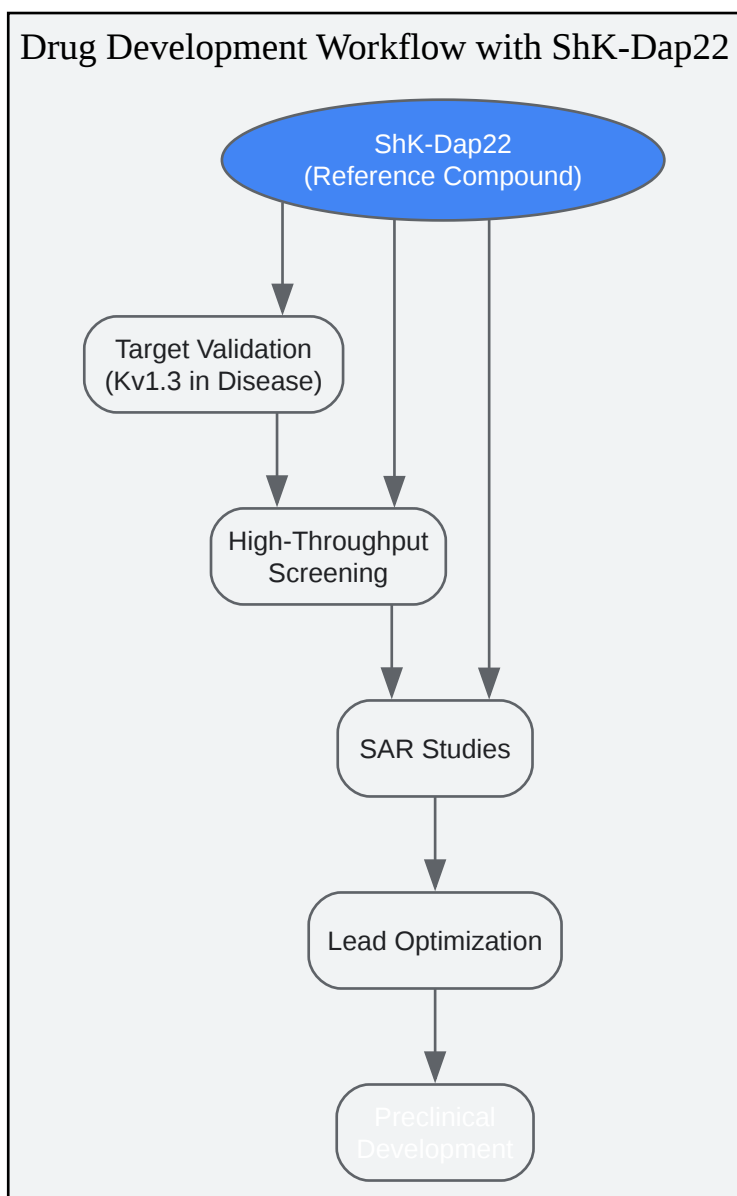 Drug Development Workflow with ShK-Dap22
ShK-Dap22
(Reference Compound)
Target Validation
(Kv1.3 in Disease)
High-Throughput
Screening
SAR Studies
Lead Optimization
Preclinical
Development